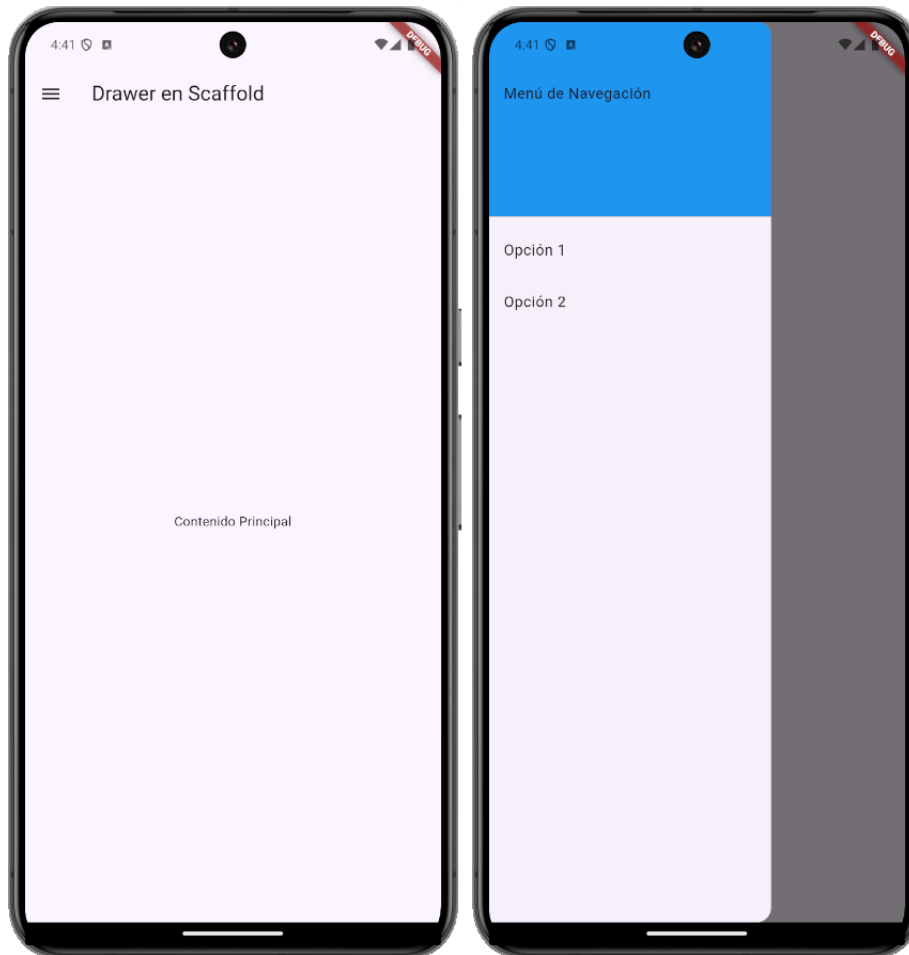 4:41
DEBUG
Drawer en Scaffold
Contenido Principal
4:41
DEBUG
Menú de Navegación
Opción 1
Opción 2